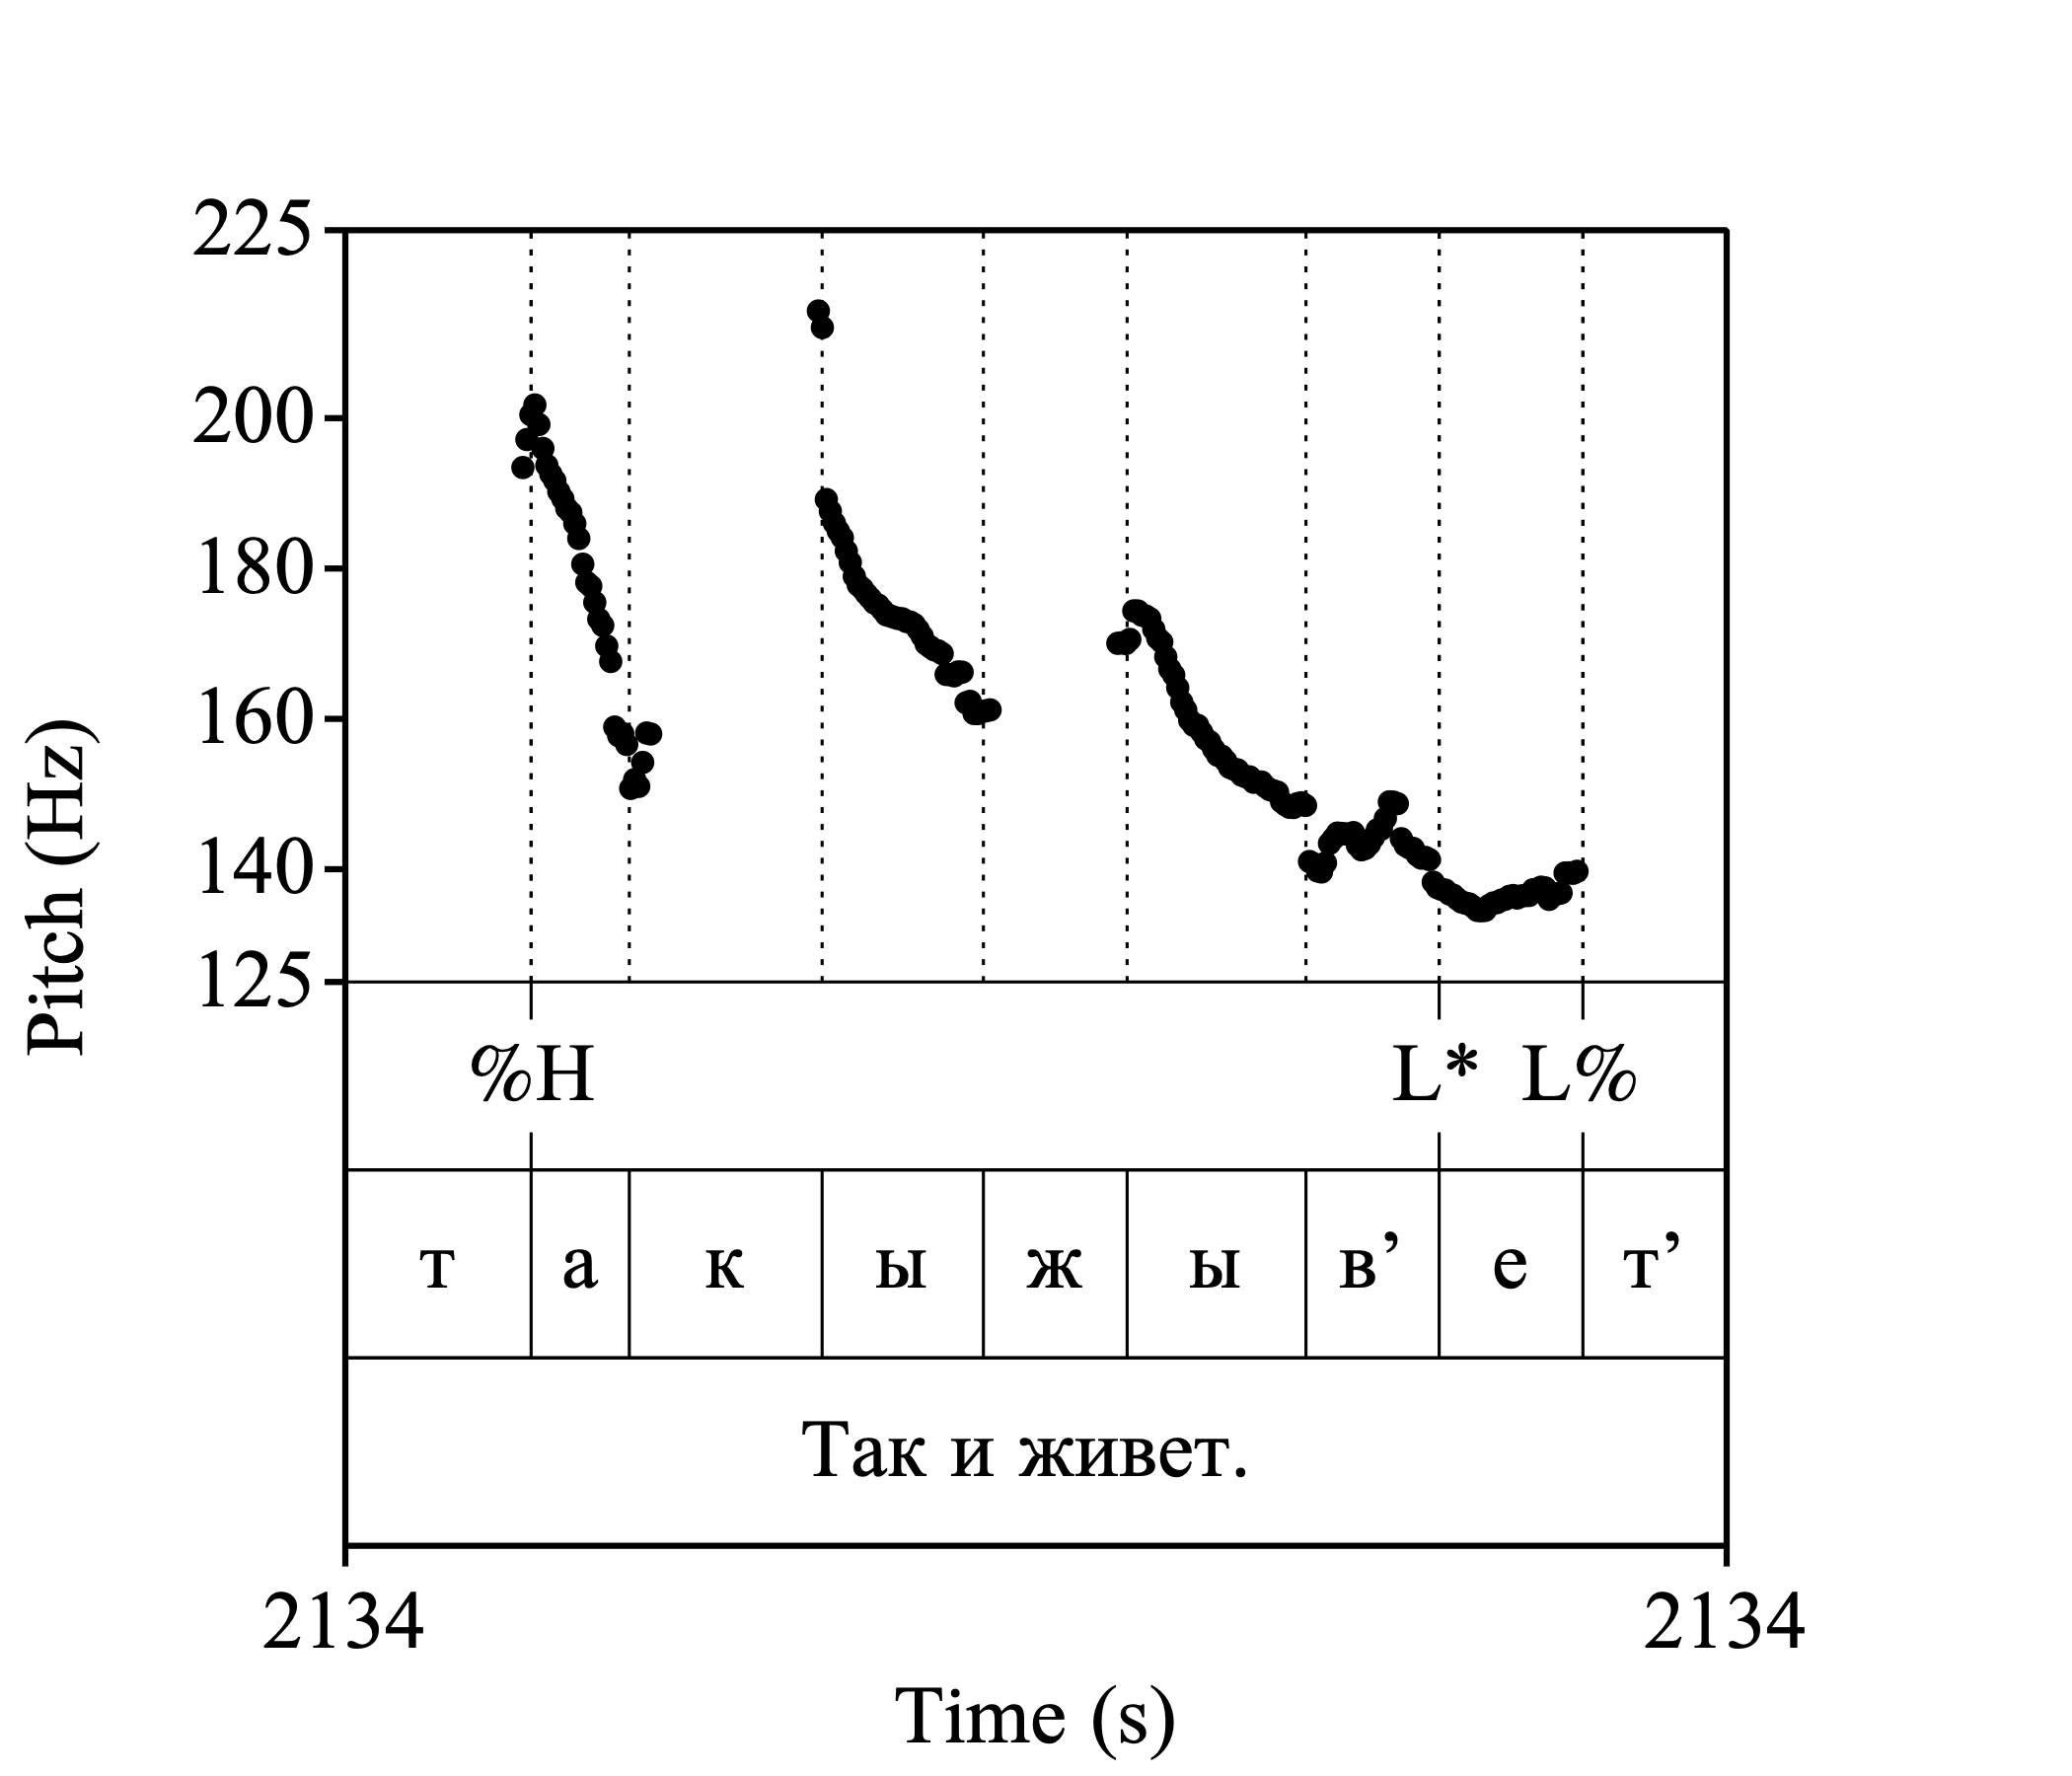 225
200
180
160
140
125
Pitch (Hz)
%H L* L%
т а к ы ж ы в’ е т’
Так и живет.
2134 2134
Time (s)